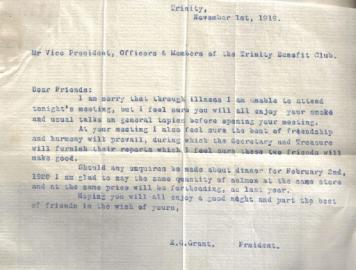 Trinity,
November 1st, 1919.
Mr Vice President, Officers & Members of the Trinity Benefit Club.
Dear Friends:
I am sorry that through illness I am unable to attend
tonight's meeting, but I feel sure you will all enjoy your smoke
and usual talks on general topics before opening your meeting.
At your meeting I also feel sure the best of friendship
and harmony will prevail, during which the Secretary and Treasure
will furnish their reports which I feel sure these two friends will
make good.
Should any enquires be made about dinner for February 2nd,
1920 I am glad to say the same quantity of salmon at the same store
and at the same price will be forthcoming, as last year.
Hoping you will all enjoy a good night and part the best
of friends is the wish of yours,
E.G.Grant. President.